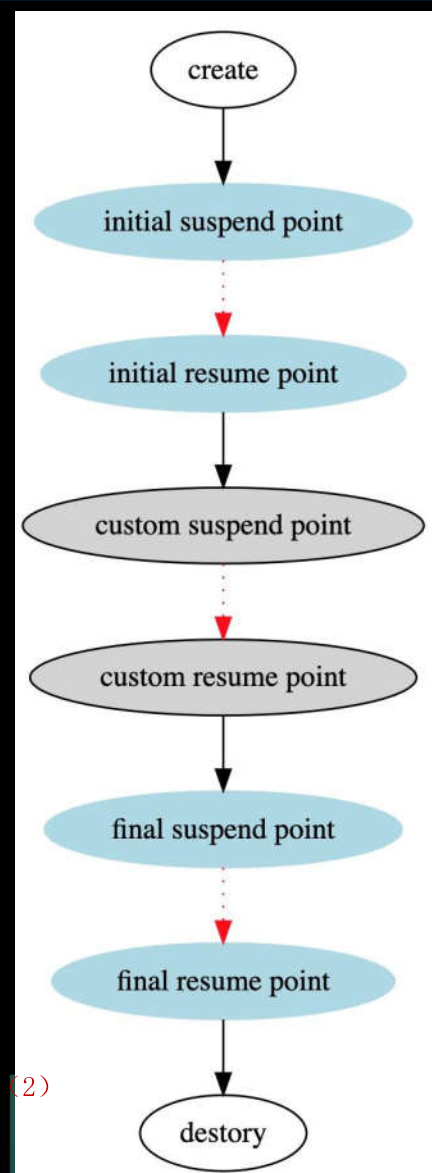 create
initial suspend point
initial resume point
custom suspend point
custom resume point
final suspend point
final resume point
(2)
destory